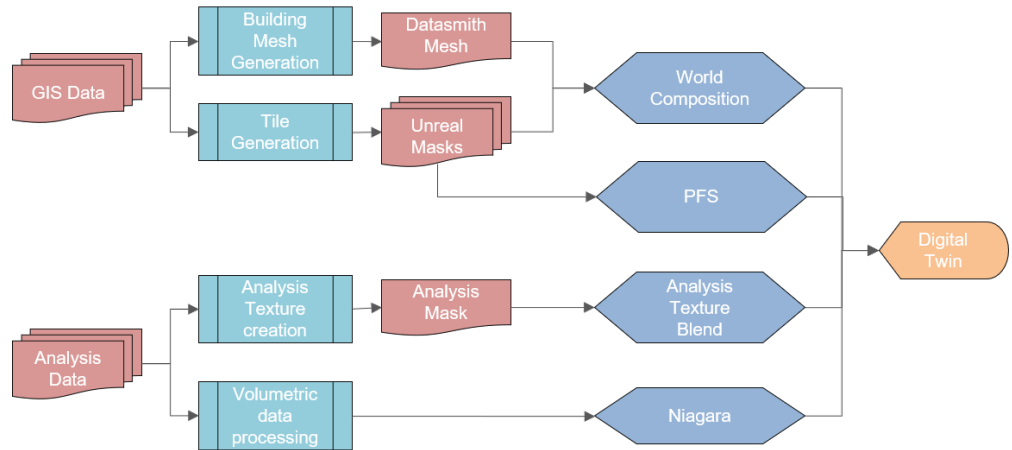 Building
Mesh
Generation
Datasmith
Mesh
GIS Data
World
Composition
Tile
Generation
Unreal
Masks
PFS
Digital
Twin
Analysis
Texture
creation
Analysis
Mask
Analysis
Texture
Blend
Analysis
Data
Volumetric
data
processing
Niagara